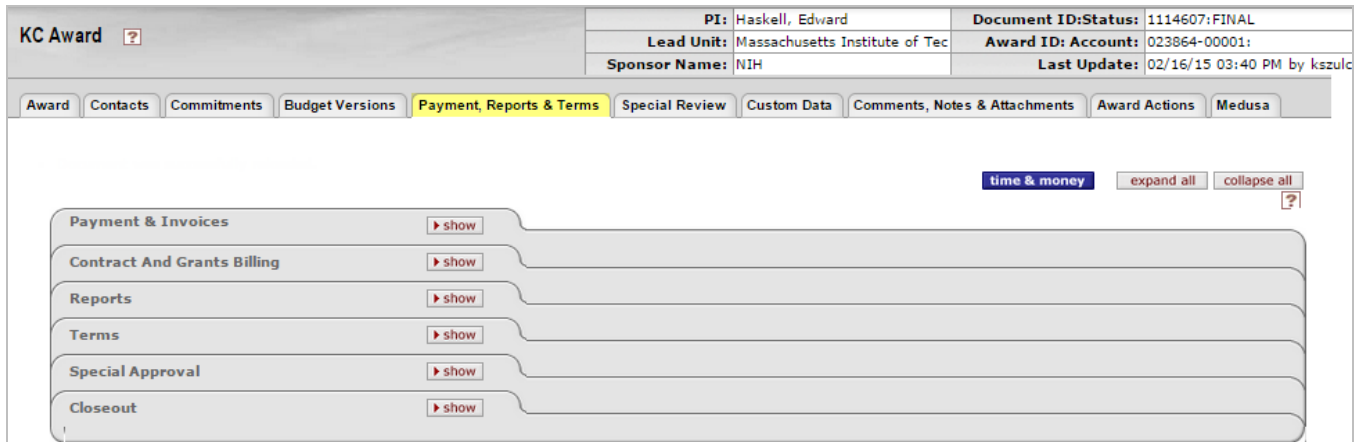 KC Award ?
PI: Haskell, Edward Document ID:Status: 1114607:FINAL
Lead Unit: Massachusetts Institute of Tec Award ID: Account: 023864-00001:
Sponsor Name: NIH Last Update: 02/16/15 03:40 PM by kszulc
Award Contacts Commitments Budget Versions Payment, Reports & Terms Special Review Custom Data Comments, Notes & Attachments Award Actions Medusa
time & money expand all collapse all
?
Payment & Invoices show
Contract And Grants Billing show
Reports show
Terms show
Special Approval show
Closeout show